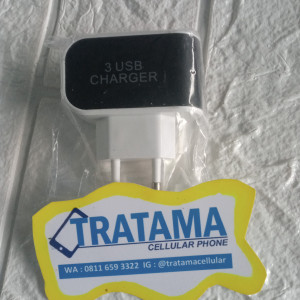 3 USB
CHARGER
TRATAMA
CELLULAR PHONE
WA : 0811 659 3322 IG : @tratamacellular